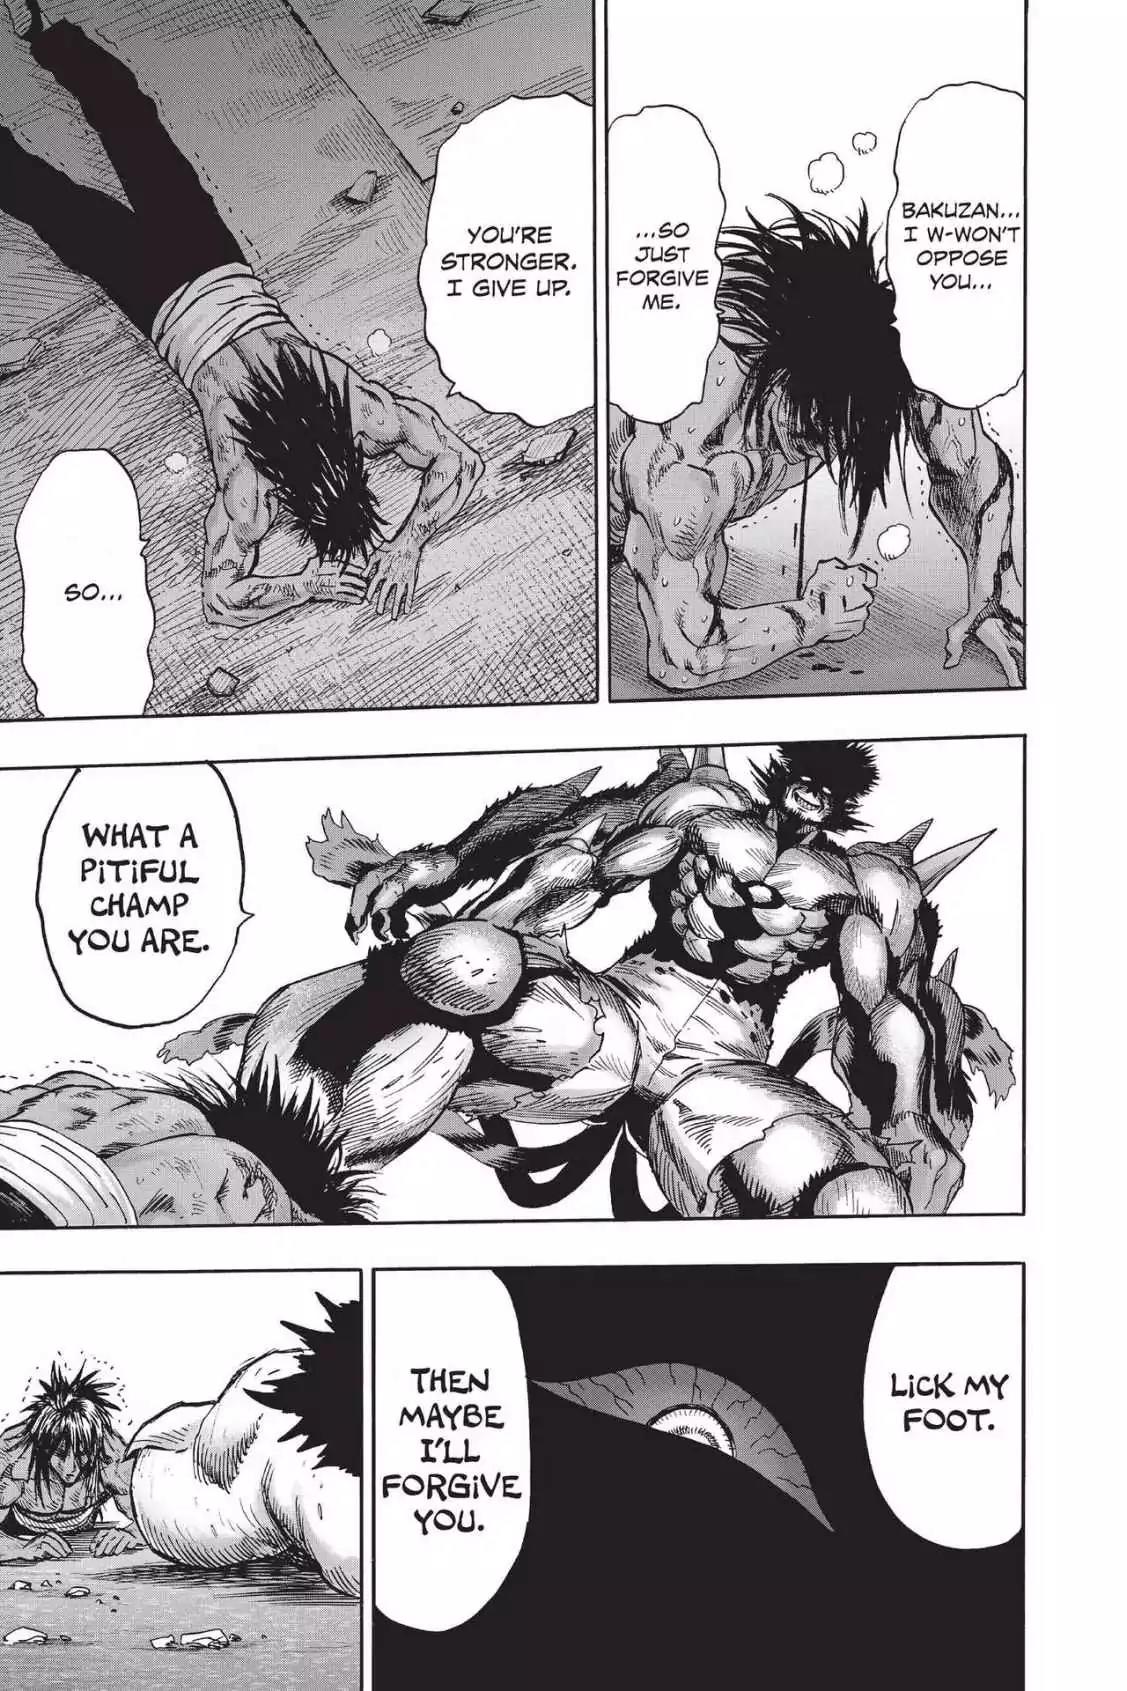 BAKUZAN...
I W-WON'T
OPPOSE
YOU...
...SO
JUST
FORGIVE
ME.
YOU'RE
STRONGER.
I GIVE UP.
SO...
WHAT A
PiTiFUL
CHAMP
YOU ARE.
LiCK MY
FOOT.
THEN
MAYBE
I'LL
FORGiVE
YOU.